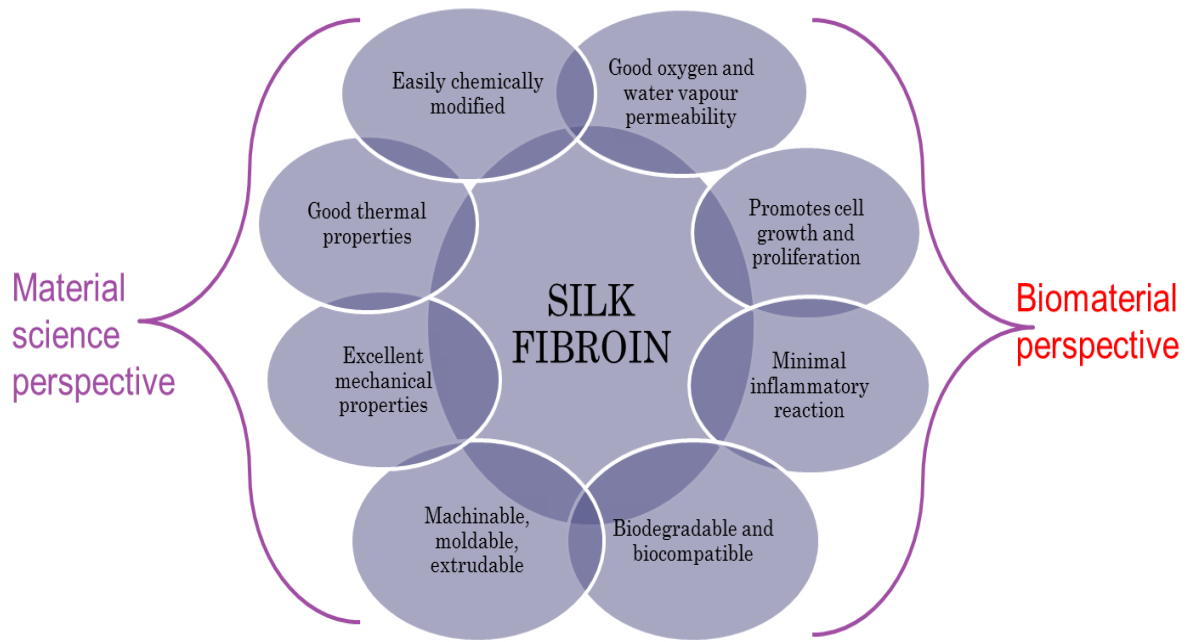 Easily chemically
modified
Good oxygen and
water vapour
permeability
Good thermal
properties
Promotes cell
growth and
proliferation
Material
science
perspective
SILK
FIBROIN
Biomaterial
perspective
Excellent
mechanical
properties
Minimal
inflammatory
reaction
Machinable,
moldable,
extrudable
Biodegradable and
biocompatible